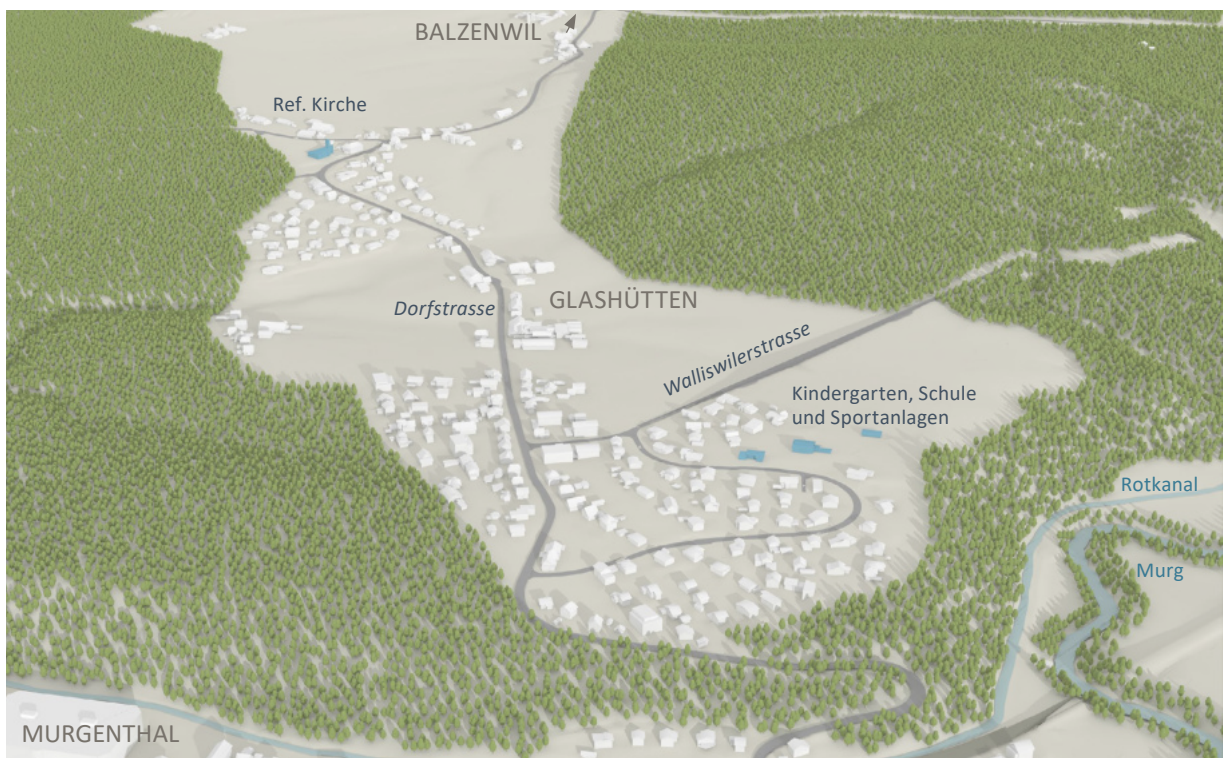 BALZENWIL
Ref. Kirche
GLASHÜTTEN
Dorfstrasse
Walliswilerstrasse
Kindergarten, Schule
und Sportanlagen
Rotkanal
Murg
MURGENTHAL